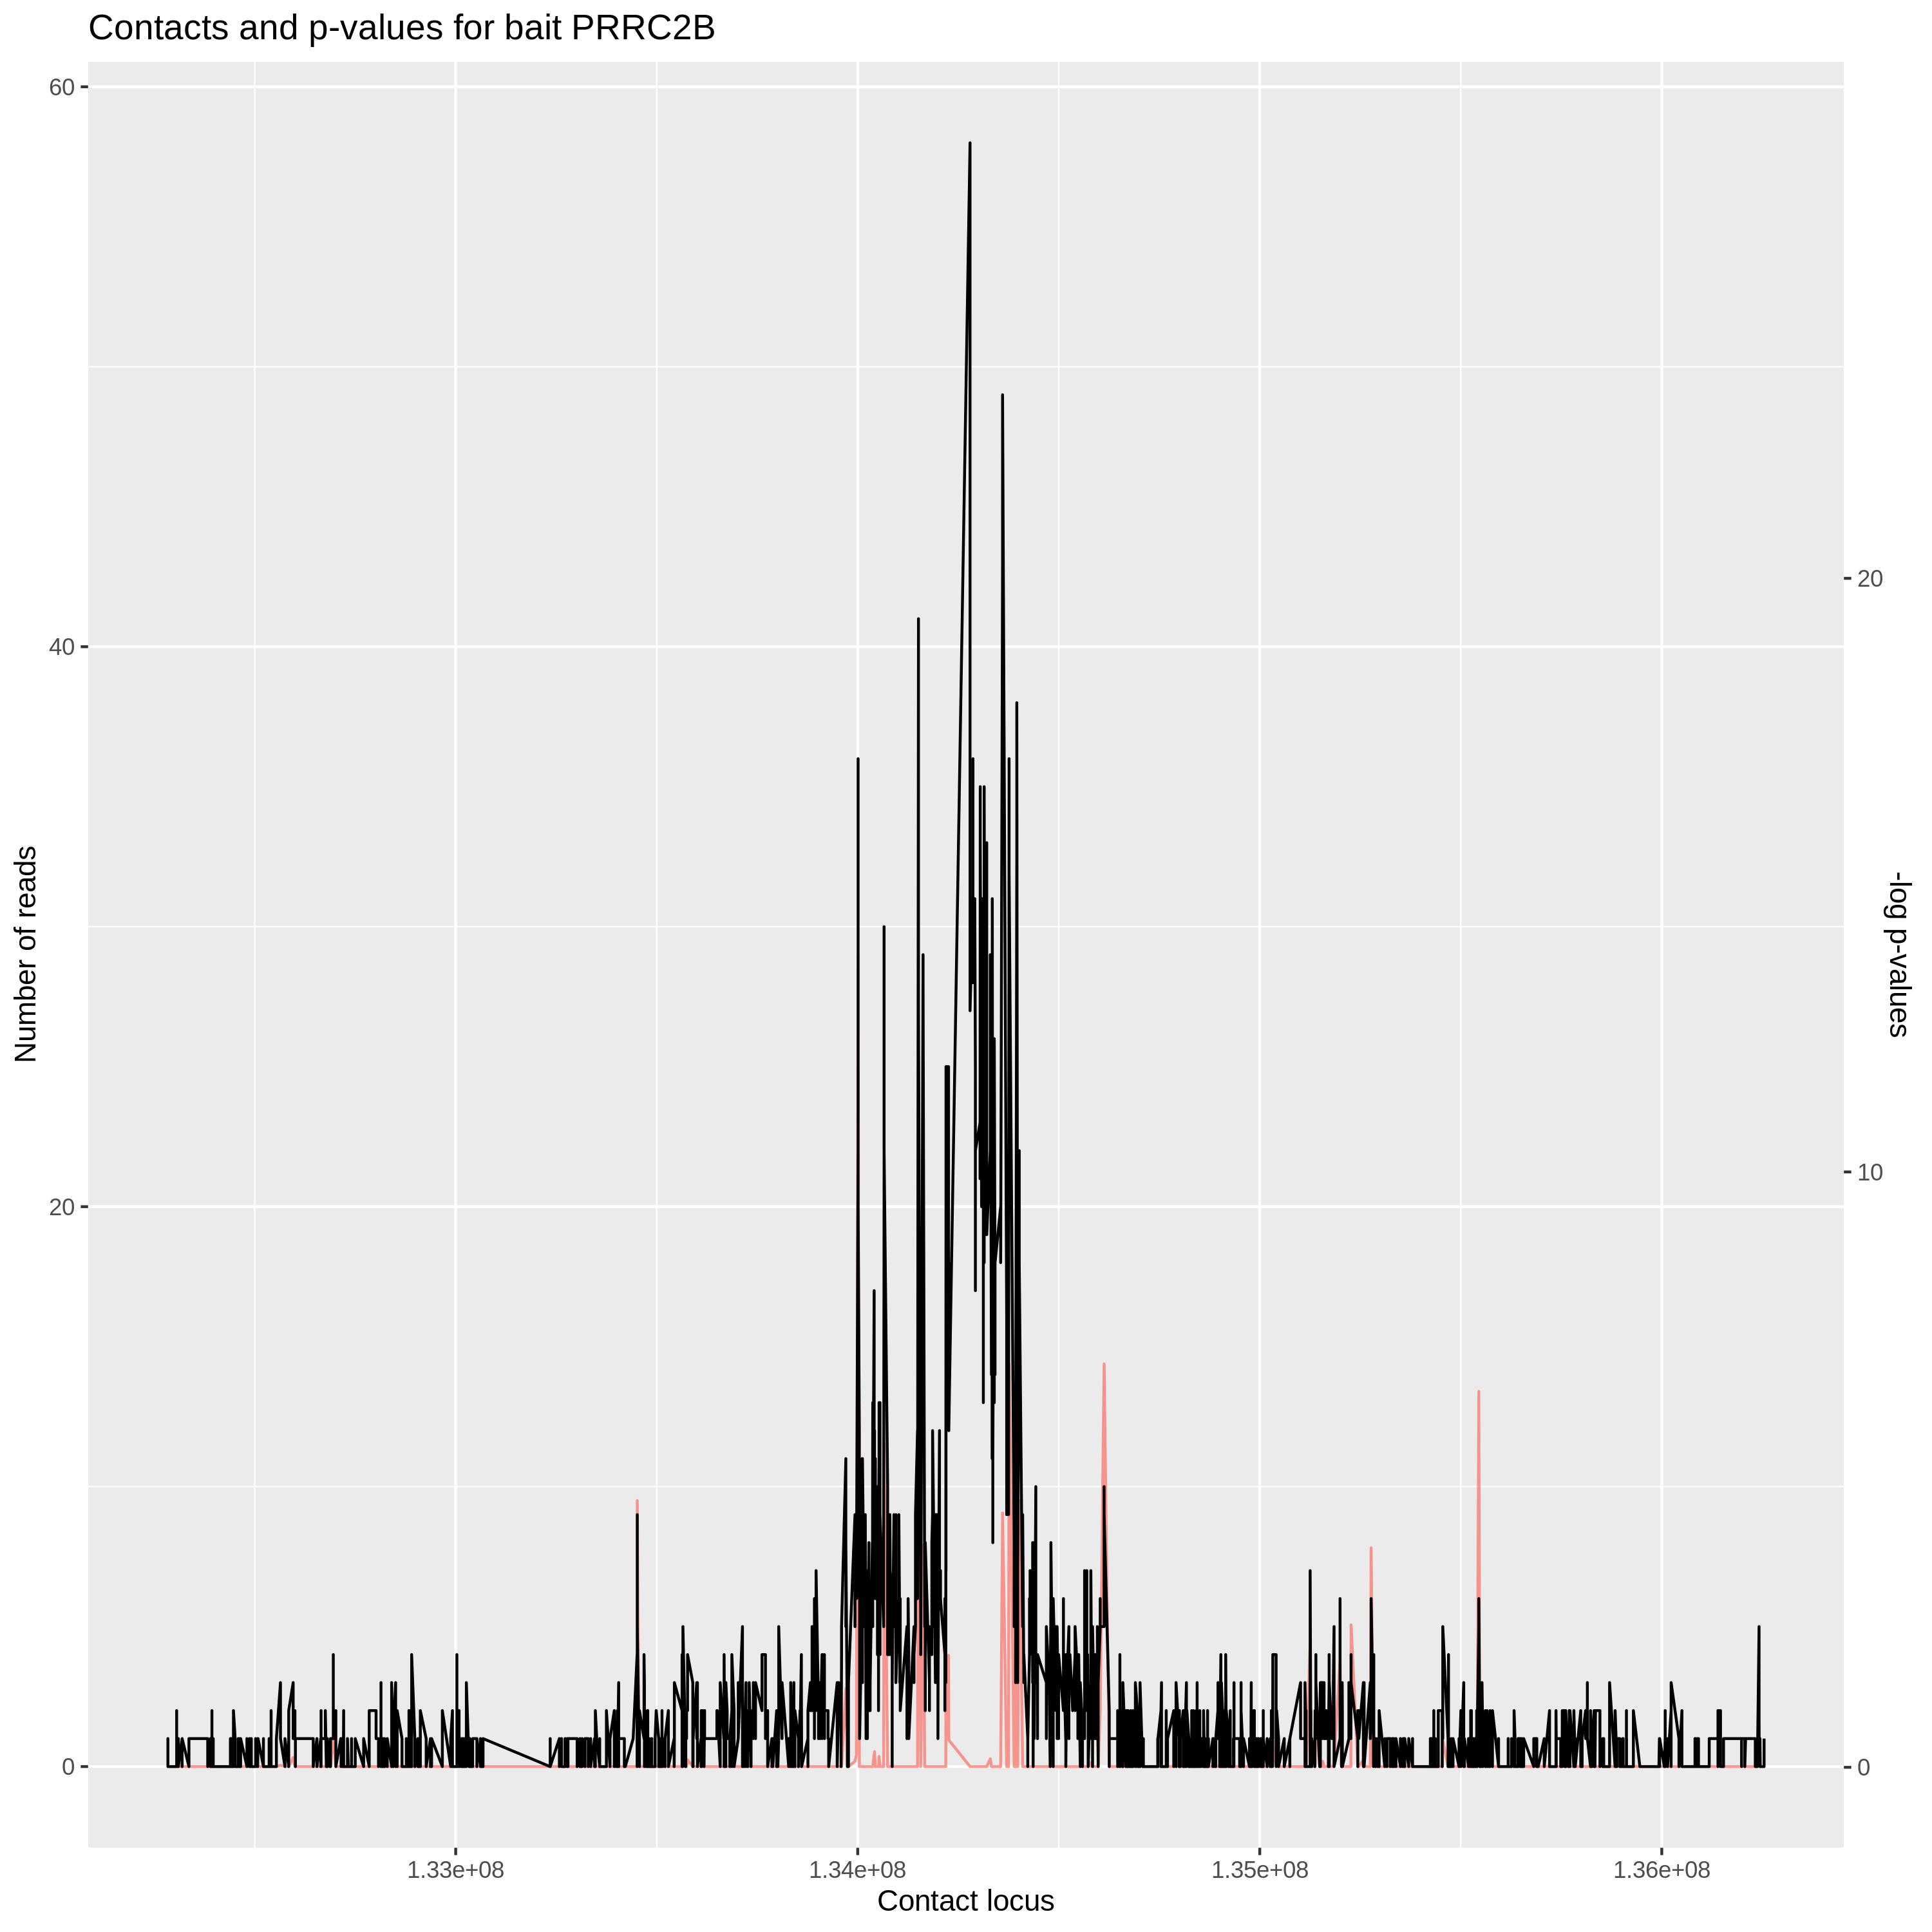 Contacts and p-values for bait PRRC2B
60
40
20
0
Number of reads
20
10
0
-log p-values
1.33e+08 1.34e+08 1.35e+08 1.36e+08
Contact locus